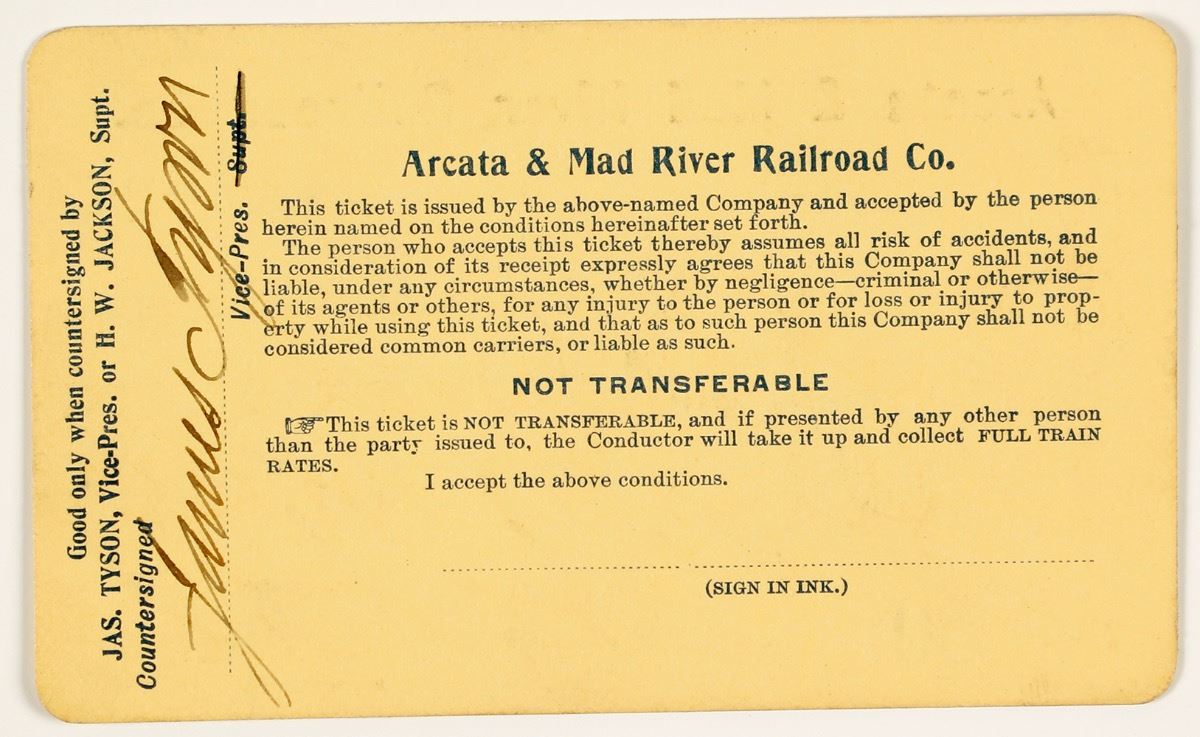 Good only when countersigned by
JAS. TYSON, Vice-Pres. or H. W. JACKSON, Supt.
Countersigned
James Tyson
Vice-Pres. Supt.
Arcata & Mad River Railroad Co.
This ticket is issued by the above-named Company and accepted by the person
herein named on the conditions hereinafter set forth.
The person who accepts this ticket thereby assumes all risk of accidents, and
in consideration of its receipt expressly agrees that this Company shall not be
liable, under any circumstances, whether by negligence—criminal or otherwise—
of its agents or others, for any injury to the person or for loss or injury to prop-
erty while using this ticket, and that as to such person this Company shall not be
considered common carriers, or liable as such.
NOT TRANSFERABLE
☞This ticket is NOT TRANSFERABLE, and if presented by any other person
than the party issued to, the Conductor will take it up and collect FULL TRAIN
RATES.
I accept the above conditions.
(SIGN IN INK.)